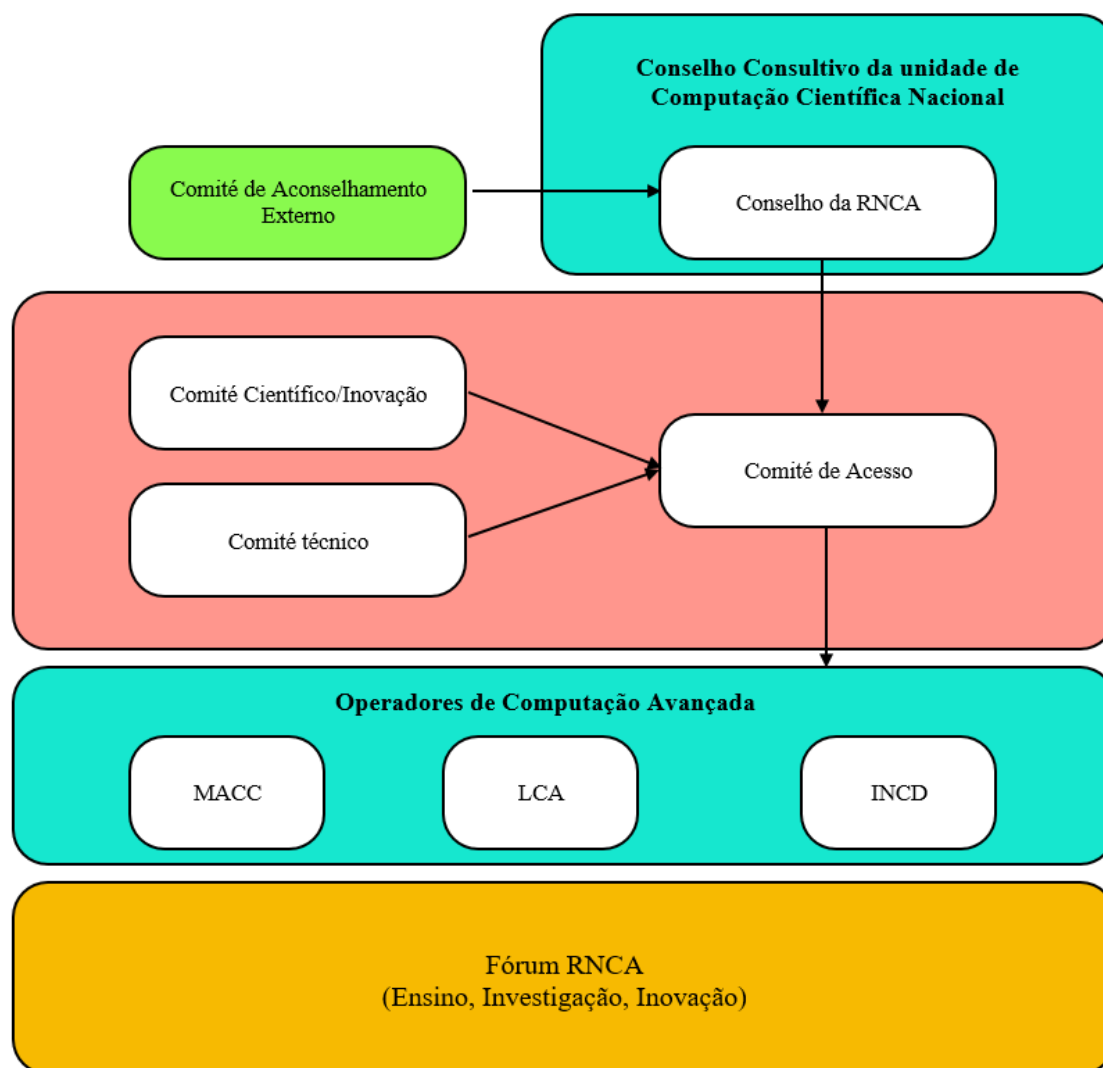 Conselho Consultivo da unidade de
Computação Científica Nacional
Comité de Aconselhamento
Externo
Conselho da RNCA
Comité Científico/Inovação
Comité de Acesso
Comité técnico
Operadores de Computação Avançada
MACC
LCA
INCD
Fórum RNCA
(Ensino, Investigação, Inovação)